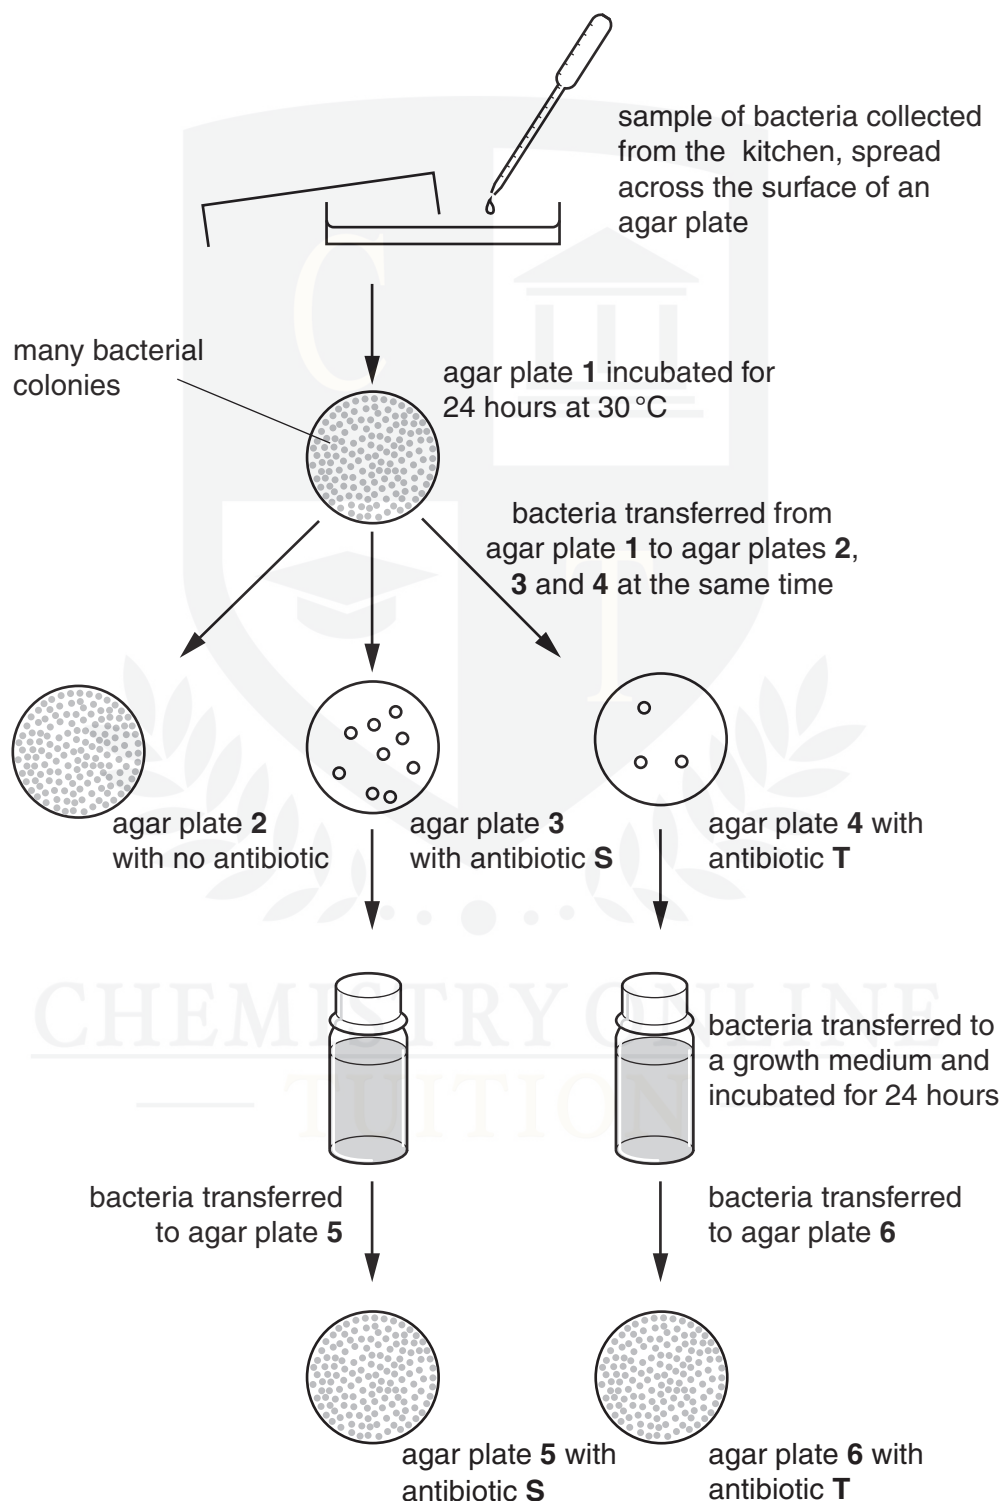 sample of bacteria collected
from the kitchen, spread
across the surface of an
agar plate
many bacterial
colonies
agar plate 1 incubated for
24 hours at 30 °C
bacteria transferred from
agar plate 1 to agar plates 2,
3 and 4 at the same time
agar plate 2
with no antibiotic
agar plate 3
with antibiotic S
agar plate 4 with
antibiotic T
C
T
CHEMISTRY ONLINE
TUITION
bacteria transferred to
a growth medium and
incubated for 24 hours
bacteria transferred
to agar plate 5
bacteria transferred
to agar plate 6
agar plate 5 with
antibiotic S
agar plate 6 with
antibiotic T